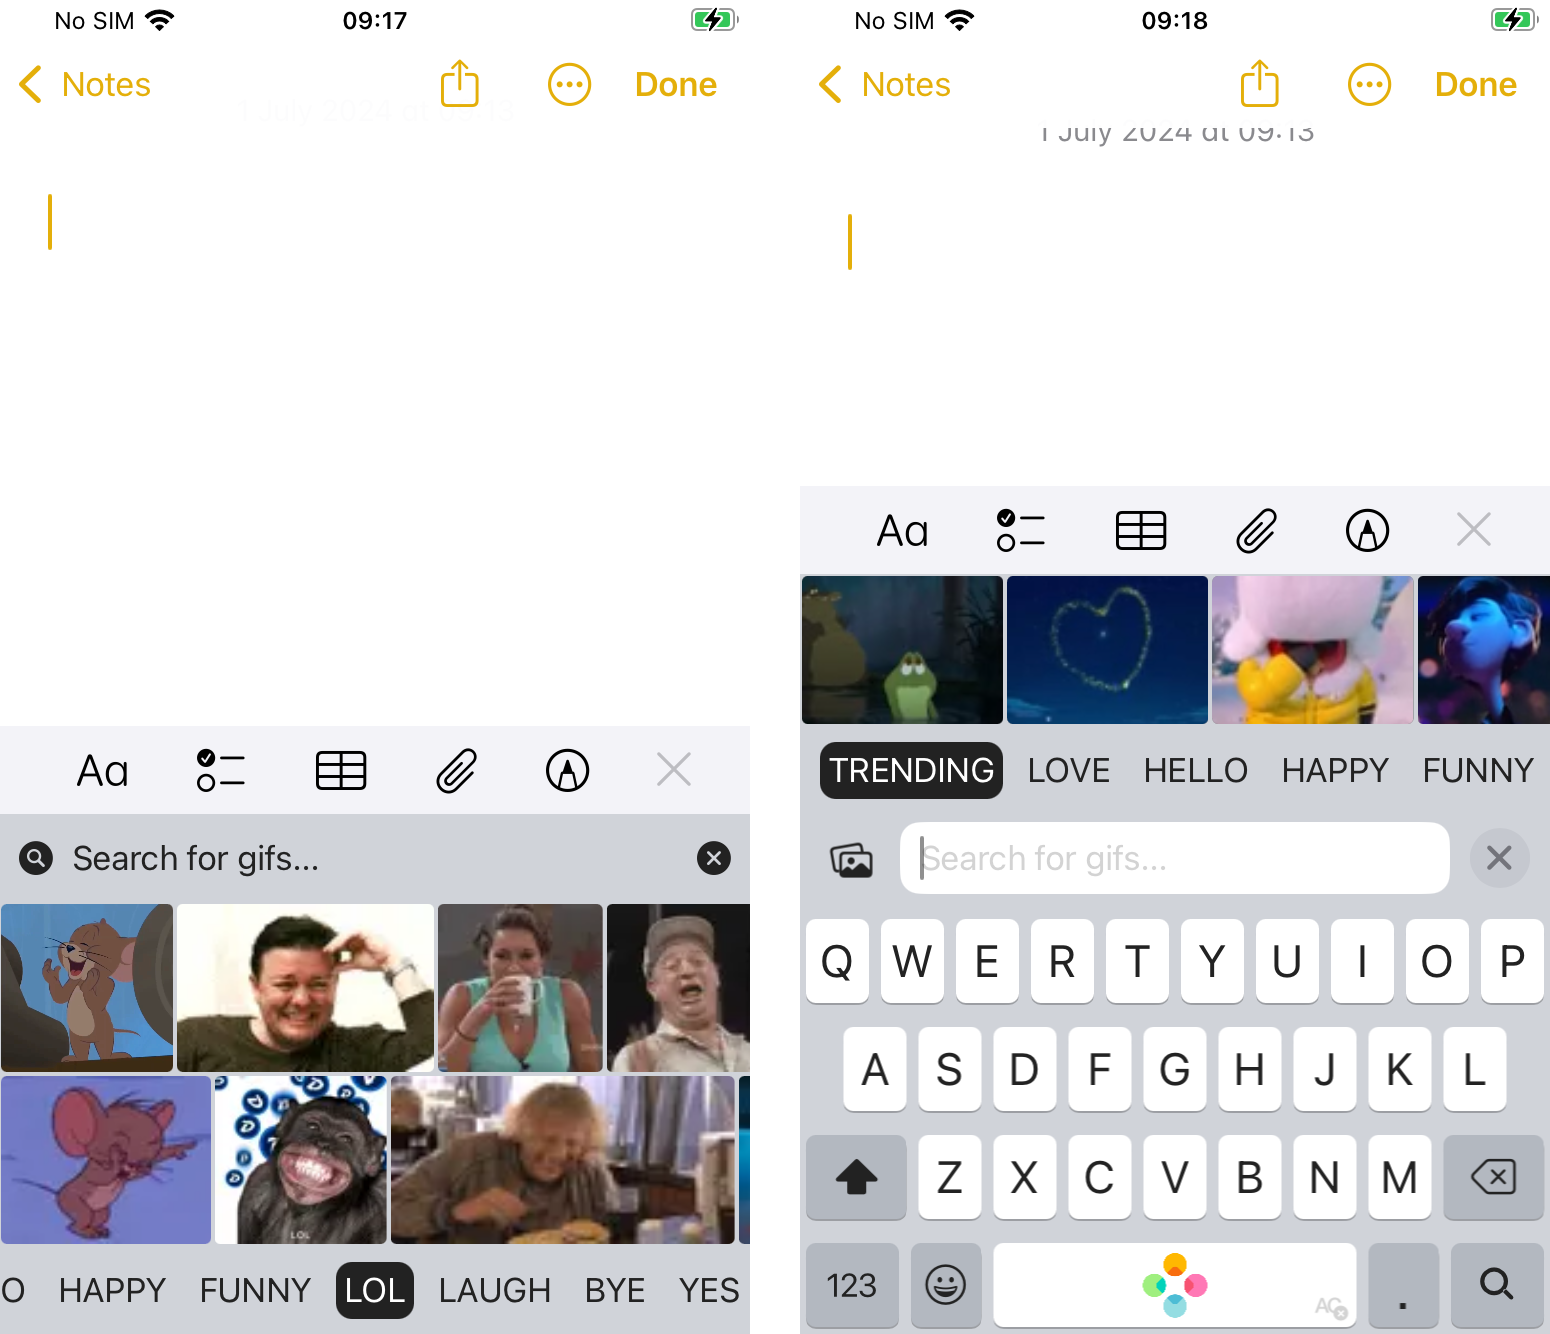 No SIM 09:17
Notes Done
1 July 2024 at 09:13
Aa
Search for gifs...
LOL
O HAPPY FUNNY LOL LAUGH BYE YES
No SIM 09:18
Notes Done
1 July 2024 at 09:13
Aa
TRENDING LOVE HELLO HAPPY FUNNY
Search for gifs...
Q W E R T Y U I O P
A S D F G H J K L
Z X C V B N M
123 AC .